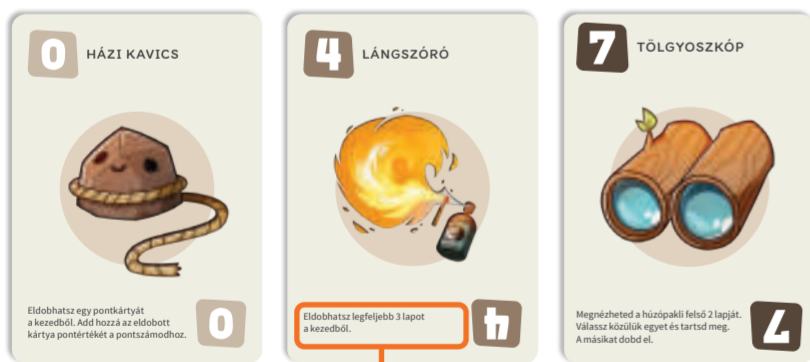 0 HÁZI KAVICS
Eldobhatsz egy pontkártyát
a kezedből. Add hozzá az eldobott
kártya pontértékét a pontszámodhoz.
0
4 LÁNGSZÓRÓ
Eldobhatsz legfeljebb 3 lapot
a kezedből.
4
7 TÖLGYOSZKÓP
Megnézheted a húzópakli felső 2 lapját.
Válassz közülük egyet és tartsd meg.
A másikat dobd el.
7